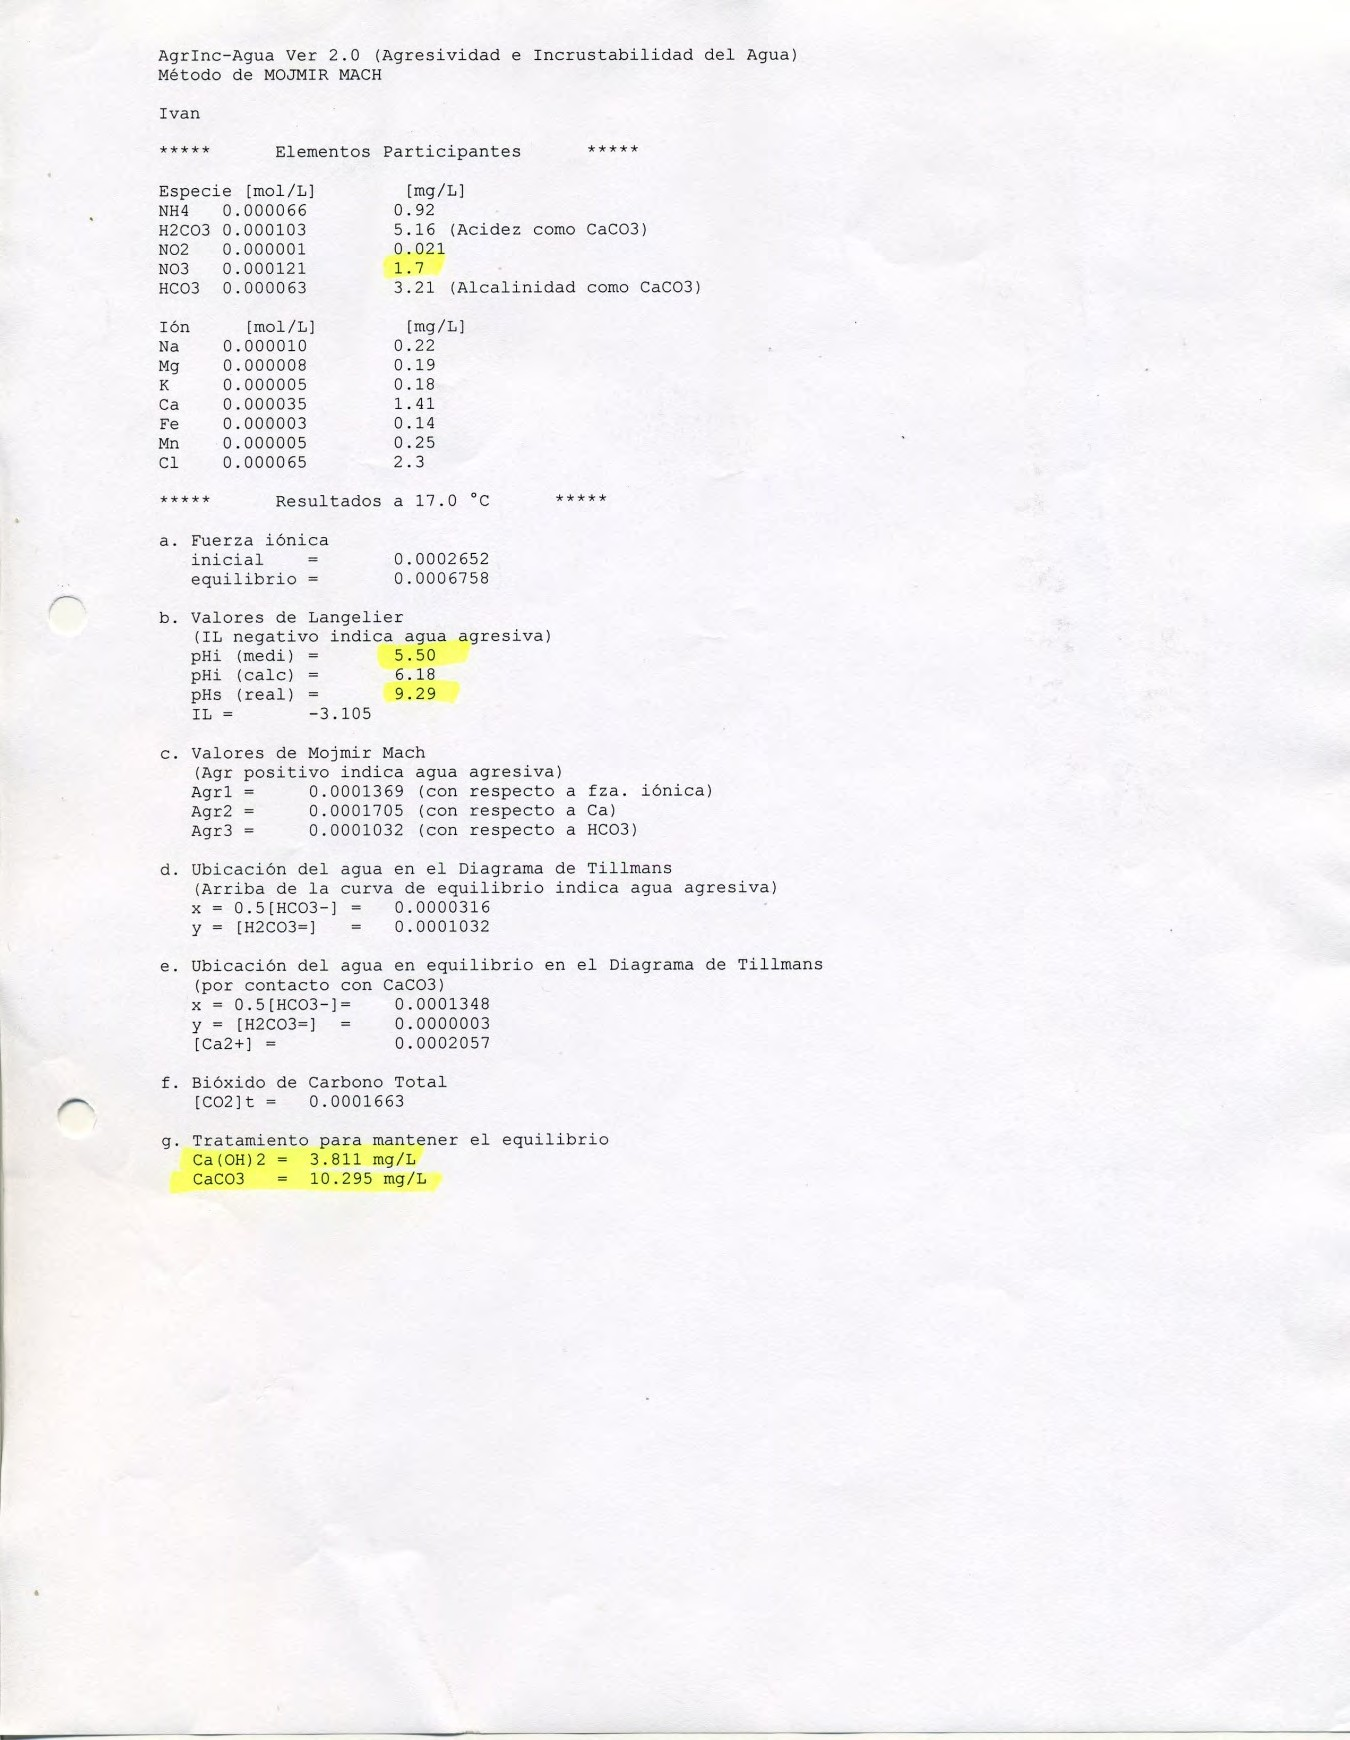 AgrInc-Agua Ver 2.0 (Agresividad e Incrustabilidad del Agua)
Método de MOJMIR MACH
Ivan
***** Elementos Participantes *****
Especie [mol/L] [mg/L]
NH4 0.000066 0.92
H2CO3 0.000103 5.16 (Acidez como CaCO3)
NO2 0.000001 0.021
NO3 0.000121 1.7
HCO3 0.000063 3.21 (Alcalinidad como CaCO3)
Ión [mol/L] [mg/L]
Na 0.000010 0.22
Mg 0.000008 0.19
K 0.000005 0.18
Ca 0.000035 1.41
Fe 0.000003 0.14
Mn 0.000005 0.25
Cl 0.000065 2.3
***** Resultados a 17.0 °C *****
a. Fuerza iónica
inicial = 0.0002652
equilibrio = 0.0006758
b. Valores de Langelier
(IL negativo indica agua agresiva)
pHi (medi) = 5.50
pHi (calc) = 6.18
pHs (real) = 9.29
IL = -3.105
c. Valores de Mojmir Mach
(Agr positivo indica agua agresiva)
Agr1 = 0.0001369 (con respecto a fza. iónica)
Agr2 = 0.0001705 (con respecto a Ca)
Agr3 = 0.0001032 (con respecto a HCO3)
d. Ubicación del agua en el Diagrama de Tillmans
(Arriba de la curva de equilibrio indica agua agresiva)
x = 0.5[HCO3-] = 0.0000316
y = [H2CO3=] = 0.0001032
e. Ubicación del agua en equilibrio en el Diagrama de Tillmans
(por contacto con CaCO3)
x = 0.5[HCO3-]= 0.0001348
y = [H2CO3=] = 0.0000003
[Ca2+] = 0.0002057
f. Bióxido de Carbono Total
[CO2]t = 0.0001663
g. Tratamiento para mantener el equilibrio
Ca(OH)2 = 3.811 mg/L
CaCO3 = 10.295 mg/L